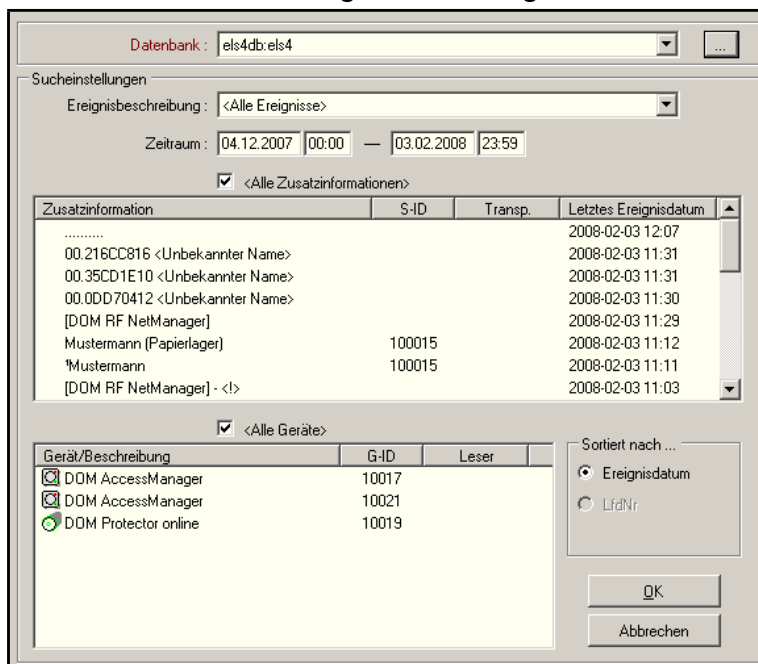 Datenbank : els4db:els4 ...
Sucheinstellungen
Ereignisbeschreibung : <Alle Ereignisse>
Zeitraum : 04.12.2007 00:00 — 03.02.2008 23:59
<Alle Zusatzinformationen>
Zusatzinformation S-ID Transp. Letztes Ereignisdatum
.......... 2008-02-03 12:07
00.216CC816 <Unbekannter Name> 2008-02-03 11:31
00.35CD1E10 <Unbekannter Name> 2008-02-03 11:31
00.0DD70412 <Unbekannter Name> 2008-02-03 11:30
[DOM RF NetManager] 2008-02-03 11:29
Mustermann (Papierlager) 100015 2008-02-03 11:12
¹Mustermann 100015 2008-02-03 11:11
[DOM RF NetManager] - <!> 2008-02-03 11:03
<Alle Geräte>
Gerät/Beschreibung G-ID Leser
DOM AccessManager 10017
DOM AccessManager 10021
DOM Protector online 10019
Sortiert nach ...
Ereignisdatum
LfdNr
OK
Abbrechen